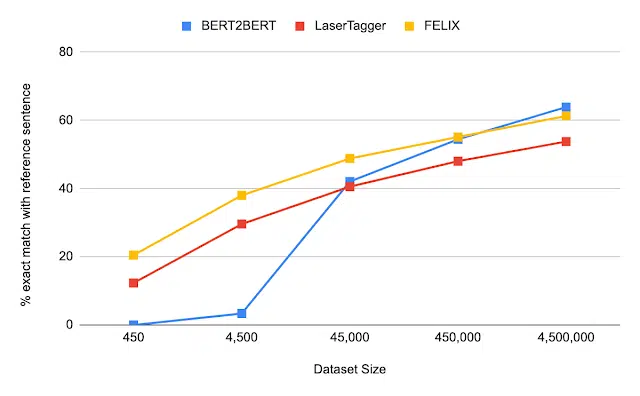 BERT2BERT LaserTagger FELIX
80
60
40
20
0
% exact match with reference sentence
450 4,500 45,000 450,000 4,500,000
Dataset Size